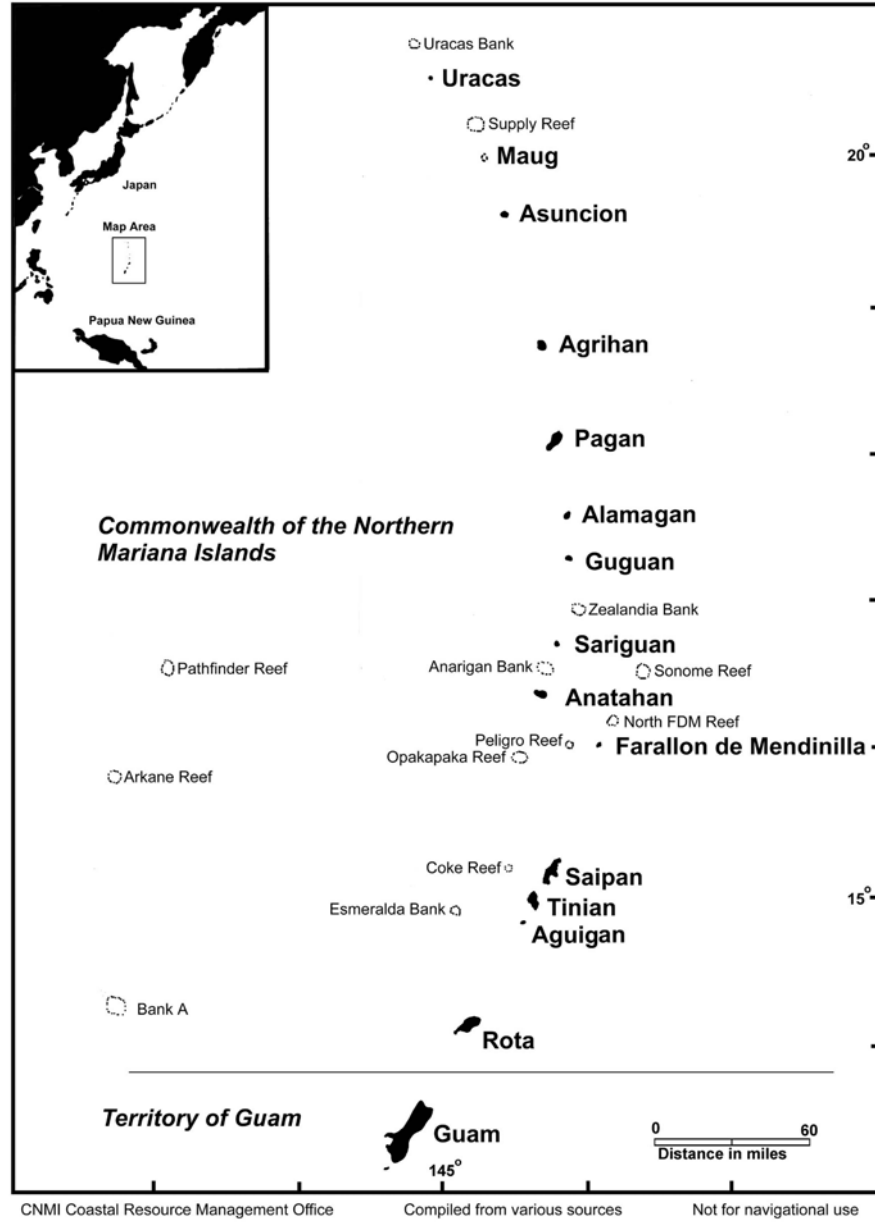 Uracas Bank
Uracas
Supply Reef
20°
Maug
Japan
Asuncion
Map Area
Papua New Guinea
Agrihan
Pagan
Commonwealth of the Northern
Mariana Islands
Alamagan
Guguan
Zealandia Bank
Sariguan
Pathfinder Reef
Anarigan Bank
Sonome Reef
Anatahan
North FDM Reef
Peligro Reef
Farallon de Mendinilla
Opakapaka Reef
Arkane Reef
Coke Reef
Saipan
15°
Esmeralda Bank
Tinian
Aguigan
Bank A
Rota
Territory of Guam
Guam
0 60
Distance in miles
145°
CNMI Coastal Resource Management Office Compiled from various sources Not for navigational use